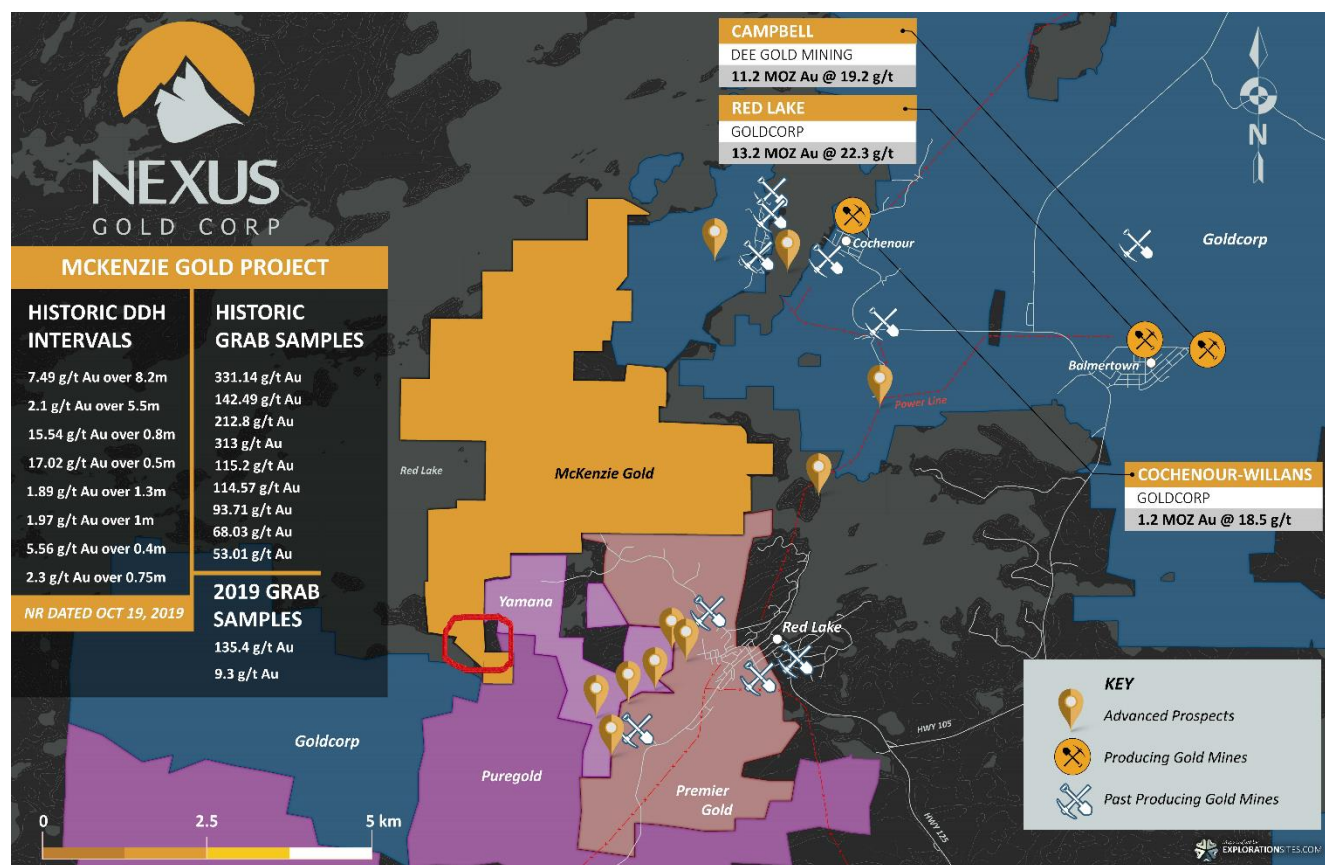 NEXUS
GOLD CORP
MCKENZIE GOLD PROJECT
HISTORIC DDH
INTERVALS
7.49 g/t Au over 8.2m
2.1 g/t Au over 5.5m
15.54 g/t Au over 0.8m
17.02 g/t Au over 0.5m
1.89 g/t Au over 1.3m
1.97 g/t Au over 1m
5.56 g/t Au over 0.4m
2.3 g/t Au over 0.75m
NR DATED OCT 19, 2019
HISTORIC
GRAB SAMPLES
331.14 g/t Au
142.49 g/t Au
212.8 g/t Au
313 g/t Au
115.2 g/t Au
114.57 g/t Au
93.71 g/t Au
68.03 g/t Au
53.01 g/t Au
2019 GRAB
SAMPLES
135.4 g/t Au
9.3 g/t Au
CAMPBELL
DEE GOLD MINING
11.2 MOZ Au @ 19.2 g/t
RED LAKE
GOLDCORP
13.2 MOZ Au @ 22.3 g/t
N
Cochenour
Goldcorp
Balmertown
Power Line
Red Lake
McKenzie Gold
COCHENOUR-WILLANS
GOLDCORP
1.2 MOZ Au @ 18.5 g/t
Yamana
Red Lake
Goldcorp
Puregold
Premier
Gold
HWY 105
HWY 125
KEY
Advanced Prospects
Producing Gold Mines
Past Producing Gold Mines
0
2.5
5 km
EXPLORATIONSITES.COM